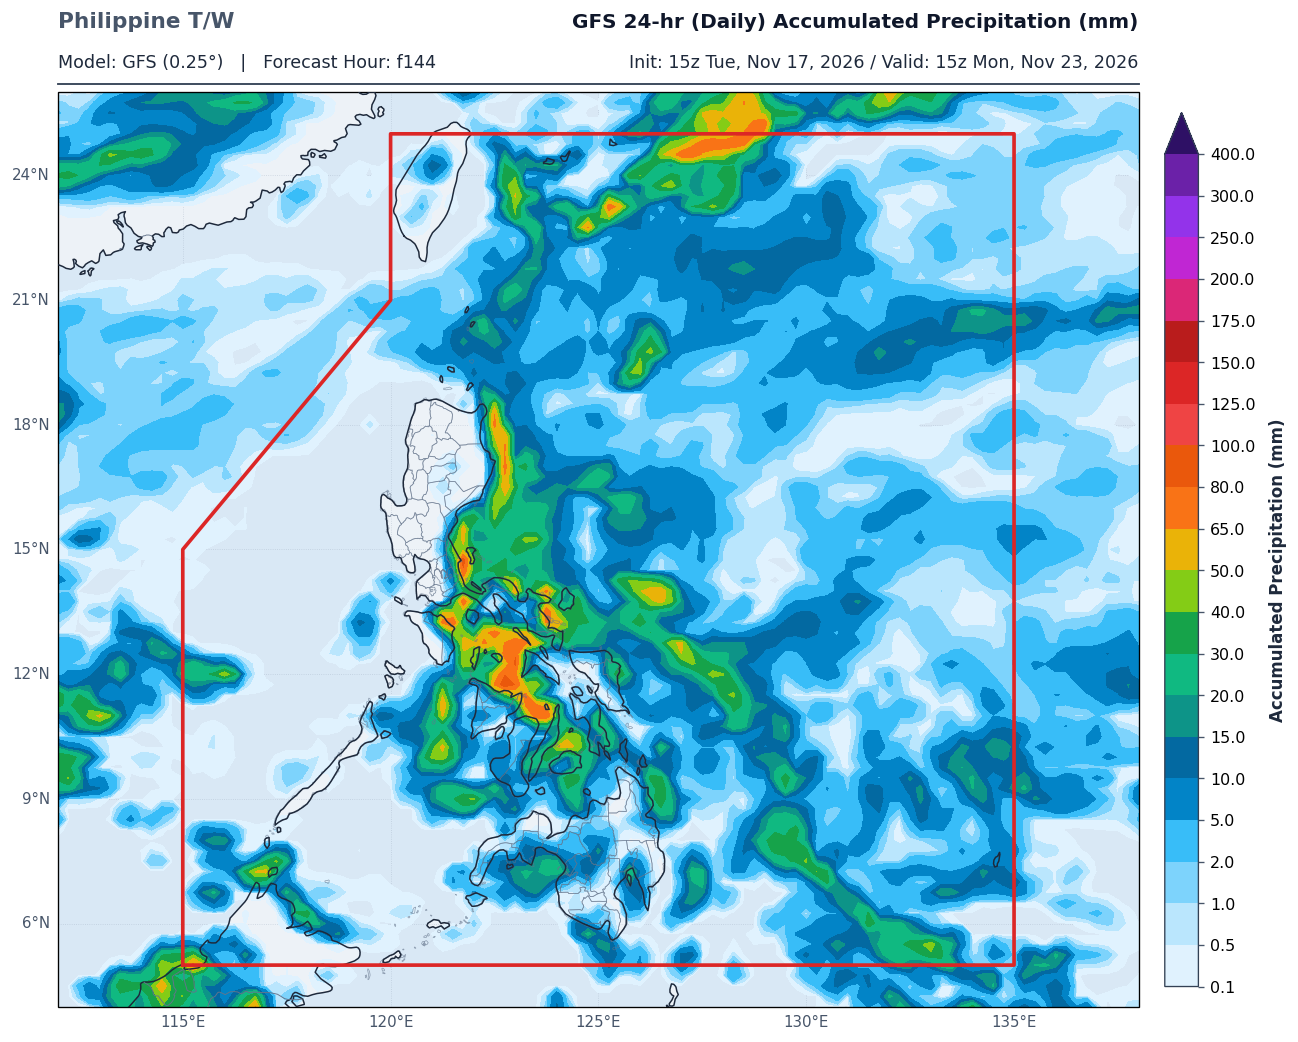 Philippine T/W
GFS 24-hr (Daily) Accumulated Precipitation (mm)
Model: GFS (0.25°) | Forecast Hour: f144
Init: 15z Tue, Nov 17, 2026 / Valid: 15z Mon, Nov 23, 2026
24°N
21°N
18°N
15°N
12°N
9°N
6°N
115°E
120°E
125°E
130°E
135°E
400.0
300.0
250.0
200.0
175.0
150.0
125.0
100.0
80.0
65.0
50.0
40.0
30.0
20.0
15.0
10.0
5.0
2.0
1.0
0.5
0.1
Accumulated Precipitation (mm)